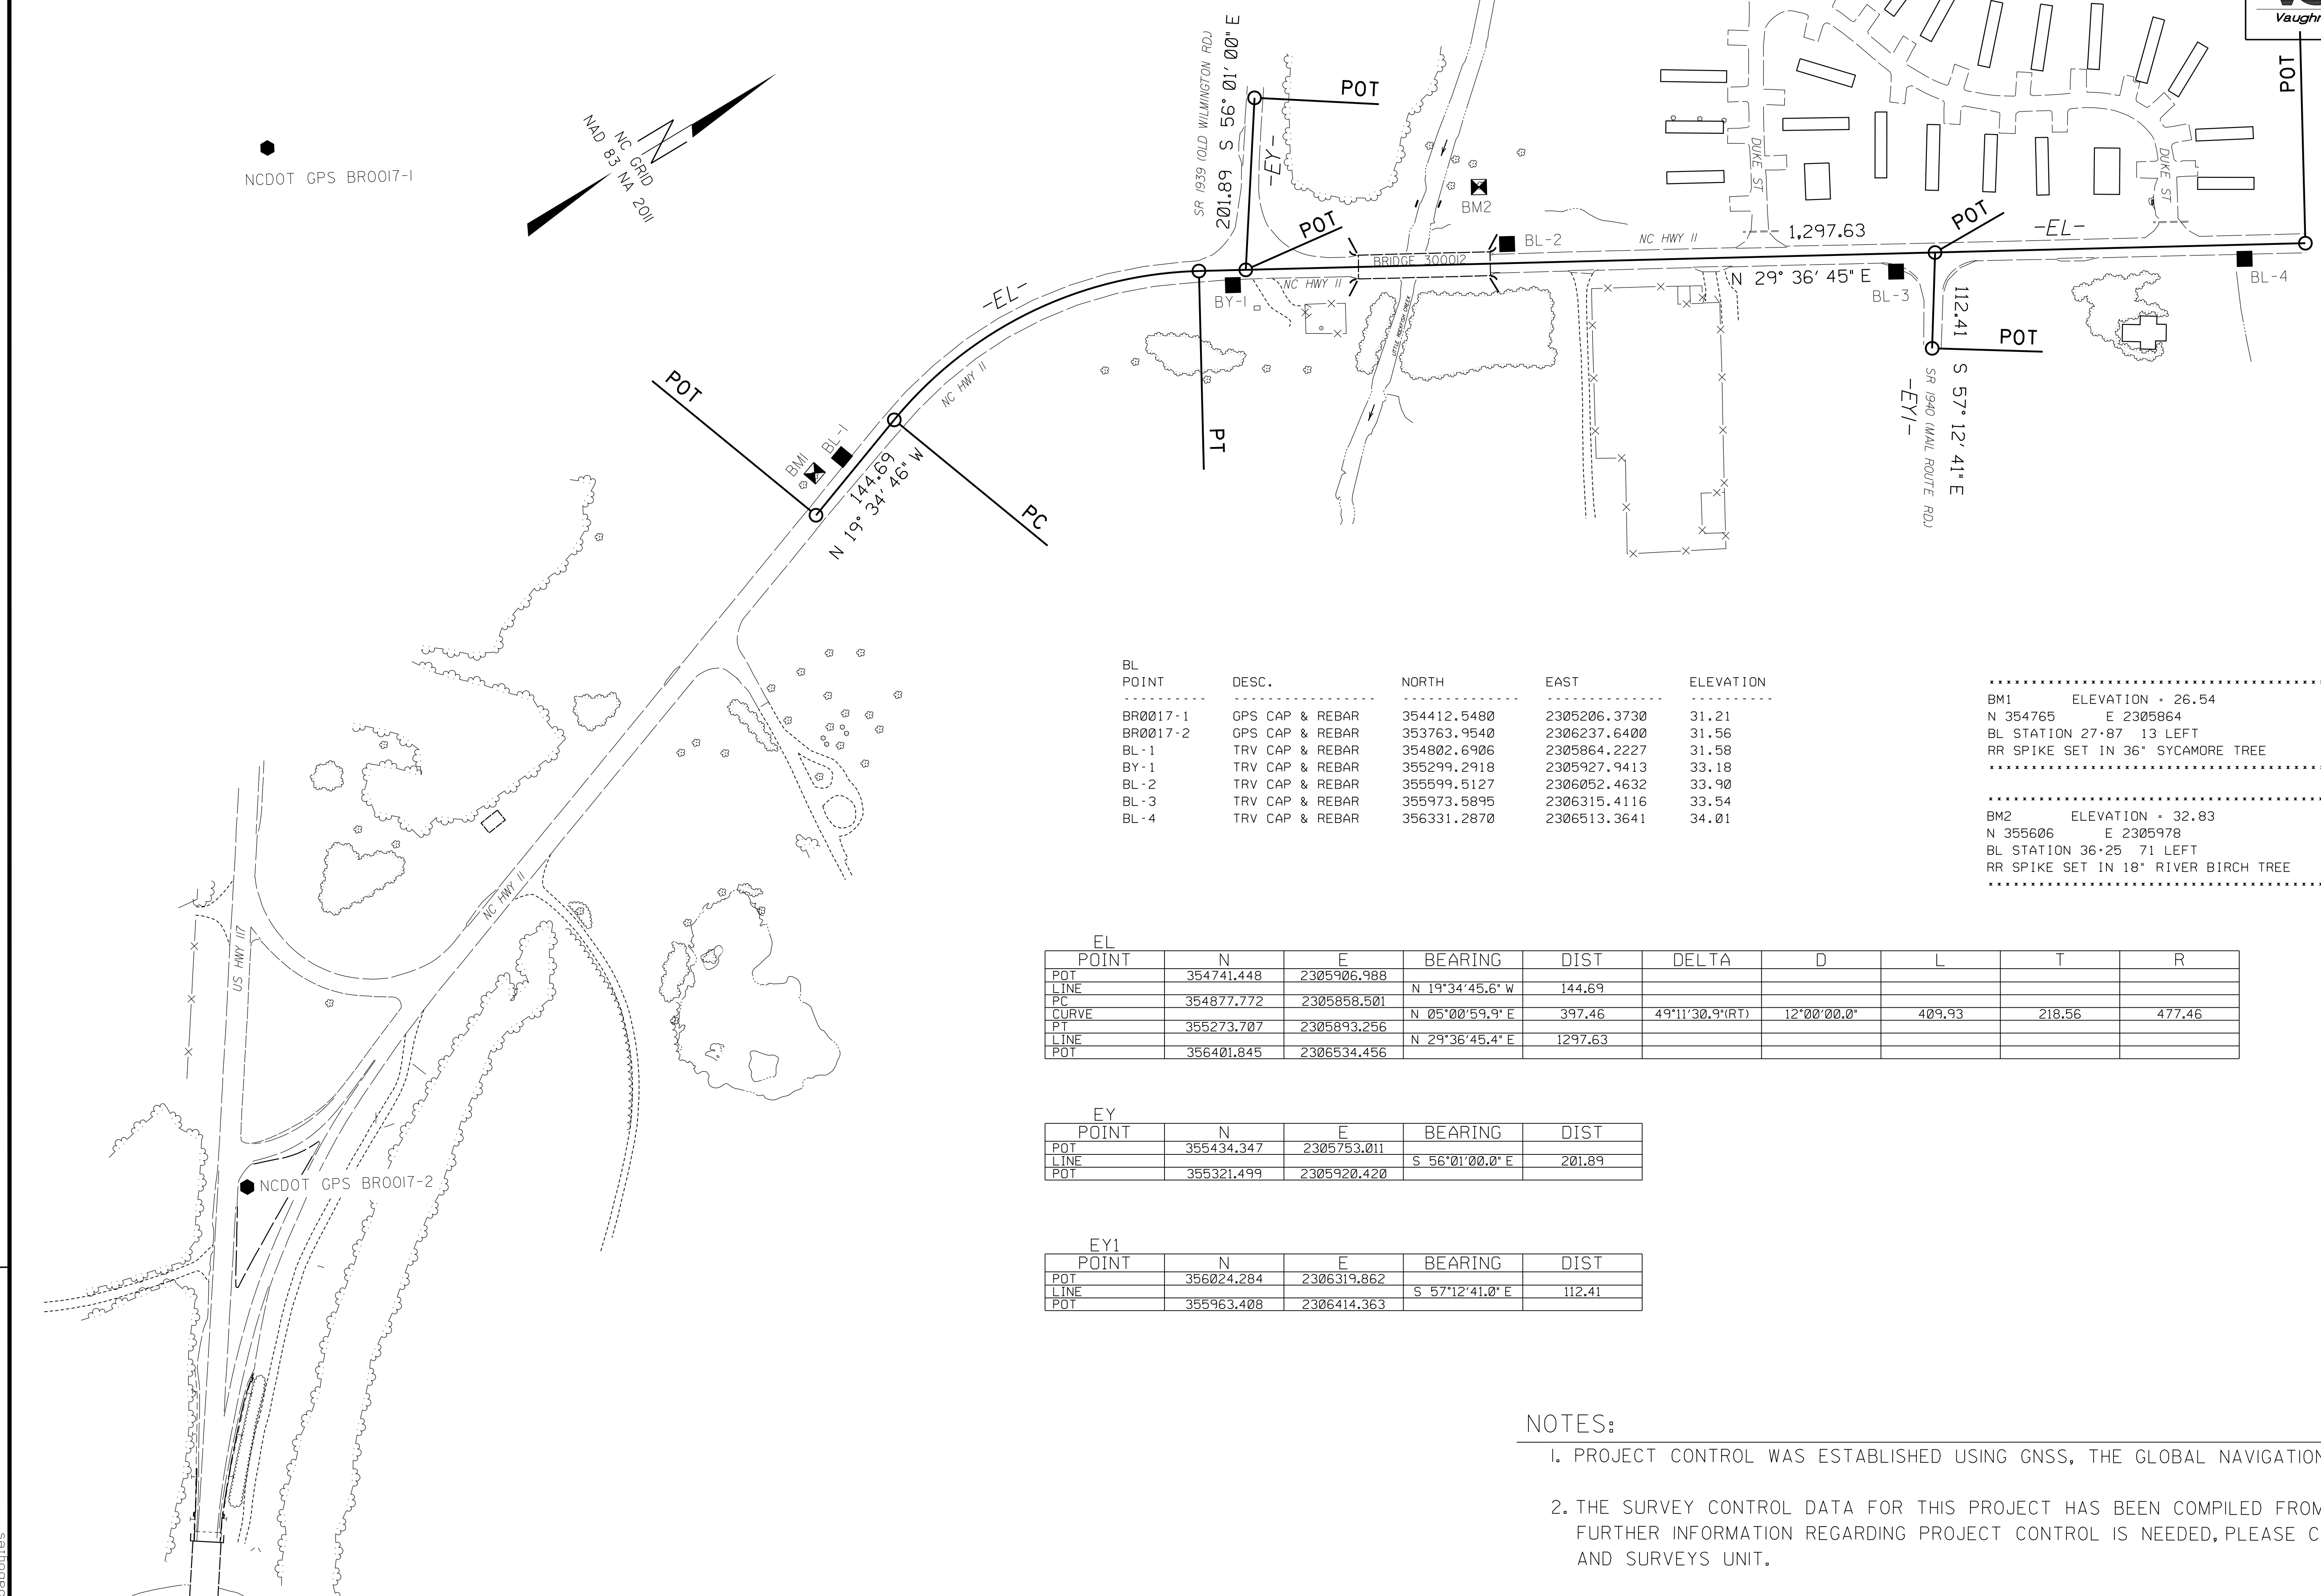 Vaughn
POT
SR 1939 (OLD WILMINGTON RD.)
201.89 S 56° 01' 00" E
-EY-
POT
NCDOT GPS BR0017-1
NC GRID
NAD 83 NA 2011
BM2
DUKE ST
DUKE ST
POT
BL-2
NC HWY 11
1,297.63
POT
-EL-
BRIDGE 300012
N 29° 36' 45" E
BL-3
BL-4
BY-1
NC HWY 11
-EL-
LITTLE ROCKFISH CREEK
112.41 S 57° 12' 41" E
POT
-EY1-
SR 1940 (MAIL ROUTE RD.)
POT
NC HWY 11
PT
BM1
BL-1
144.69
N 19° 34' 46" W
PC
NC HWY 11
US HWY 117
NCDOT GPS BR0017-2
BL
POINT DESC. NORTH EAST ELEVATION
BR0017-1 GPS CAP & REBAR 354412.5480 2305206.3730 31.21
BR0017-2 GPS CAP & REBAR 353763.9540 2306237.6400 31.56
BL-1 TRV CAP & REBAR 354802.6906 2305864.2227 31.58
BY-1 TRV CAP & REBAR 355299.2918 2305927.9413 33.18
BL-2 TRV CAP & REBAR 355599.5127 2306052.4632 33.90
BL-3 TRV CAP & REBAR 355973.5895 2306315.4116 33.54
BL-4 TRV CAP & REBAR 356331.2870 2306513.3641 34.01
BM1 ELEVATION = 26.54
N 354765 E 2305864
BL STATION 27+87 13 LEFT
RR SPIKE SET IN 36" SYCAMORE TREE
BM2 ELEVATION = 32.83
N 355606 E 2305978
BL STATION 36+25 71 LEFT
RR SPIKE SET IN 18" RIVER BIRCH TREE
EL
POINT N E BEARING DIST DELTA D L T R
POT 354741.448 2305906.988
LINE N 19°34'45.6" W 144.69
PC 354877.772 2305858.501
CURVE N 05°00'59.9" E 397.46 49°11'30.9"(RT) 12°00'00.0" 409.93 218.56 477.46
PT 355273.707 2305893.256
LINE N 29°36'45.4" E 1297.63
POT 356401.845 2306534.456
EY
POINT N E BEARING DIST
POT 355434.347 2305753.011
LINE S 56°01'00.0" E 201.89
POT 355321.499 2305920.420
EY1
POINT N E BEARING DIST
POT 356024.284 2306319.862
LINE S 57°12'41.0" E 112.41
POT 355963.408 2306414.363
NOTES:
1. PROJECT CONTROL WAS ESTABLISHED USING GNSS, THE GLOBAL NAVIGATION
2. THE SURVEY CONTROL DATA FOR THIS PROJECT HAS BEEN COMPILED FROM
FURTHER INFORMATION REGARDING PROJECT CONTROL IS NEEDED, PLEASE C
AND SURVEYS UNIT.